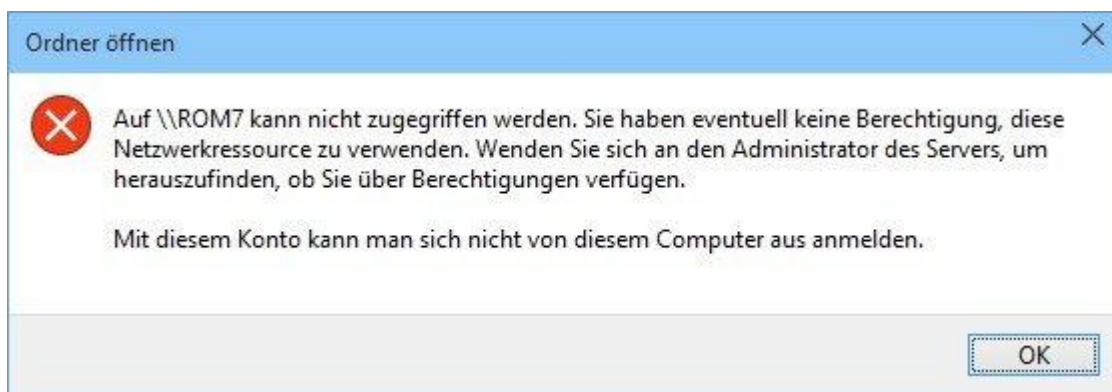 Ordner öffnen
Auf \\ROM7 kann nicht zugegriffen werden. Sie haben eventuell keine Berechtigung, diese
Netzwerkressource zu verwenden. Wenden Sie sich an den Administrator des Servers, um
herauszufinden, ob Sie über Berechtigungen verfügen.
Mit diesem Konto kann man sich nicht von diesem Computer aus anmelden.
OK